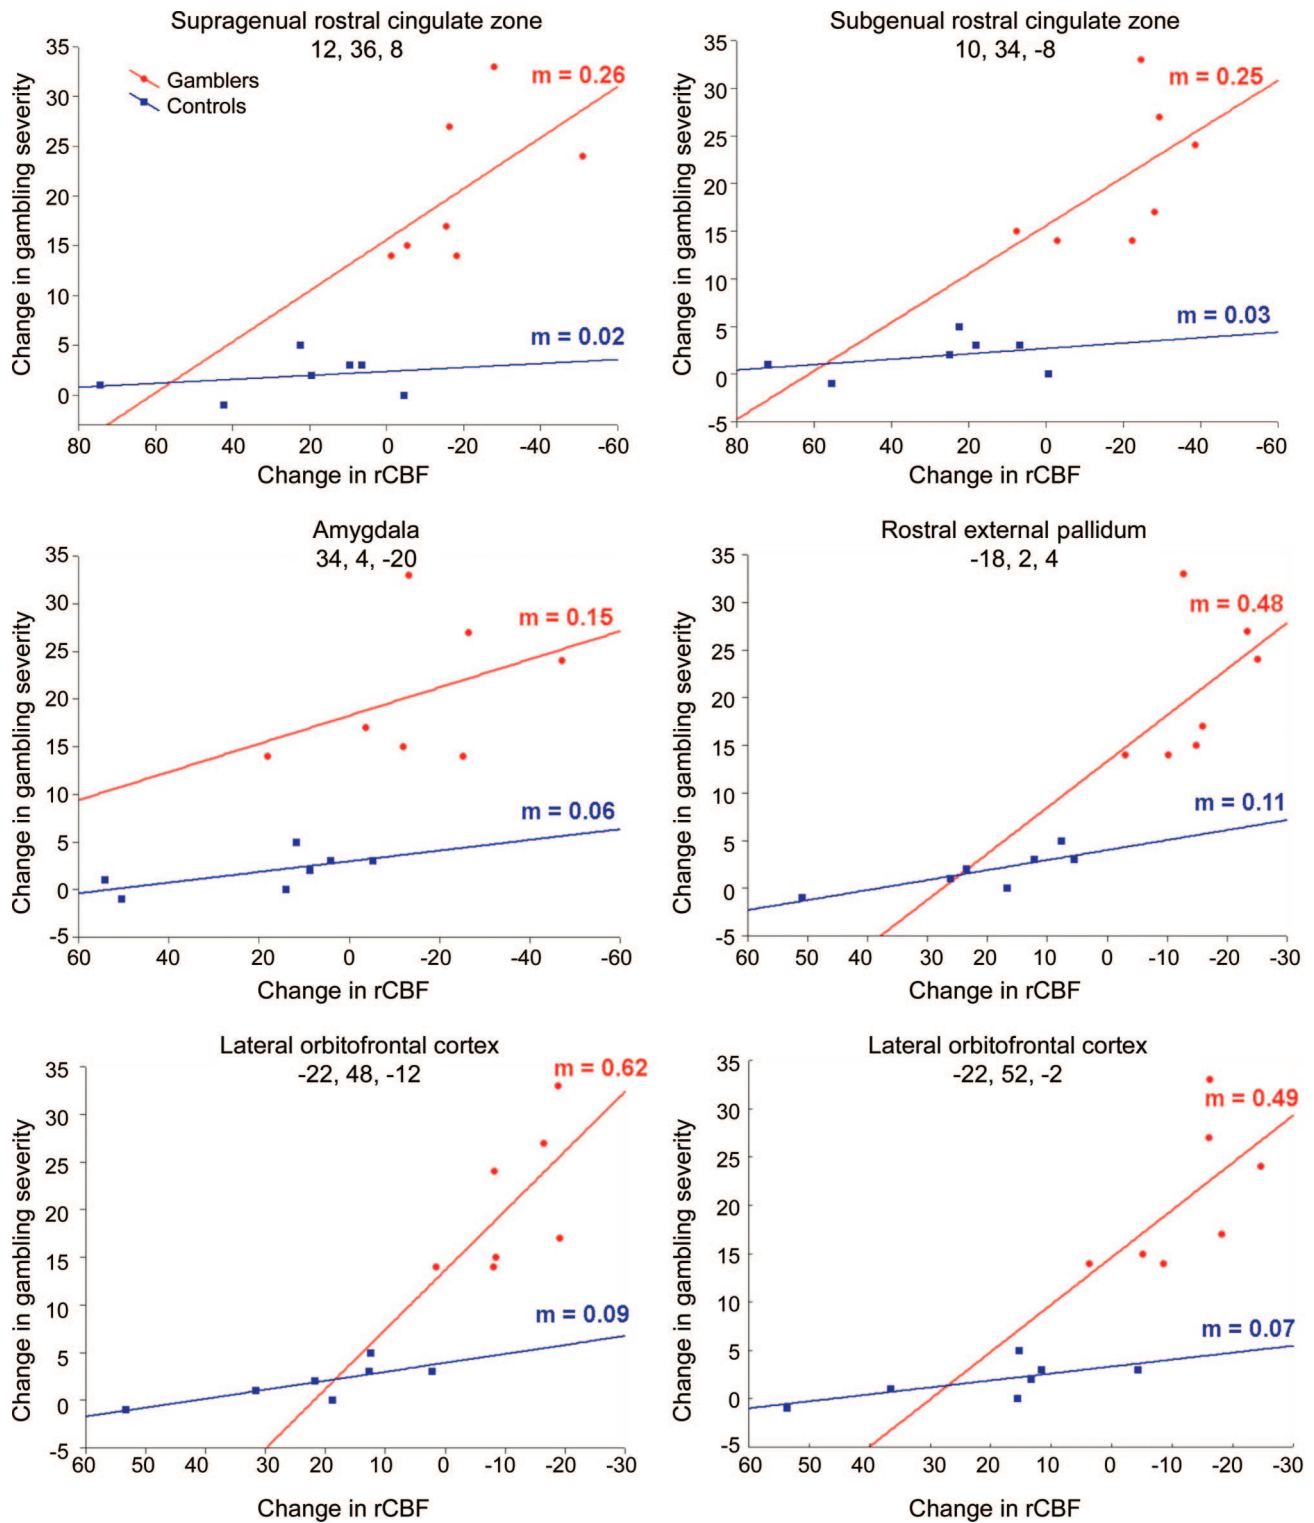 Supragenual rostral cingulate zone
12, 36, 8
Change in gambling severity
35
30
25
20
15
10
5
0
Gamblers
Controls
m = 0.26
m = 0.02
80 60 40 20 0 -20 -40 -60
Change in rCBF
Subgenual rostral cingulate zone
10, 34, -8
Change in gambling severity
35
30
25
20
15
10
5
0
-5
m = 0.25
m = 0.03
80 60 40 20 0 -20 -40 -60
Change in rCBF
Amygdala
34, 4, -20
Change in gambling severity
35
30
25
20
15
10
5
0
-5
m = 0.15
m = 0.06
60 40 20 0 -20 -40 -60
Change in rCBF
Rostral external pallidum
-18, 2, 4
Change in gambling severity
35
30
25
20
15
10
5
0
-5
m = 0.48
m = 0.11
60 50 40 30 20 10 0 -10 -20 -30
Change in rCBF
Lateral orbitofrontal cortex
-22, 48, -12
Change in gambling severity
35
30
25
20
15
10
5
0
-5
m = 0.62
m = 0.09
60 50 40 30 20 10 0 -10 -20 -30
Change in rCBF
Lateral orbitofrontal cortex
-22, 52, -2
Change in gambling severity
35
30
25
20
15
10
5
0
-5
m = 0.49
m = 0.07
60 50 40 30 20 10 0 -10 -20 -30
Change in rCBF